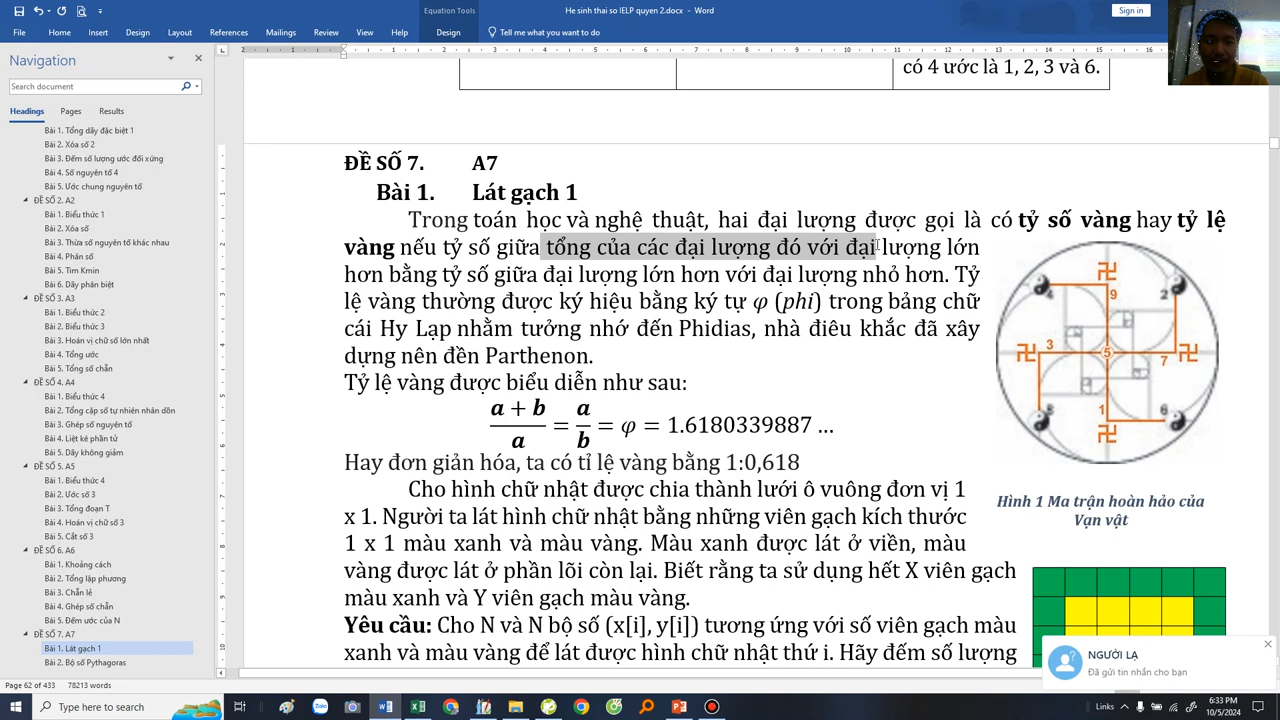 Equation Tools
He sinh thai so IELP quyen 2.docx - Word
Sign in
File
Home
Insert
Design
Layout
References
Mailings
Review
View
Help
Design
Tell me what you want to do
Navigation
Search document
Headings
Pages
Results
Bài 1. Tổng dãy đặc biệt 1
Bài 2. Xóa số 2
Bài 3. Đếm số lượng ước đối xứng
Bài 4. Số nguyên tố 4
Bài 5. Ước chung nguyên tố
ĐỀ SỐ 2. A2
Bài 1. Biểu thức 1
Bài 2. Xóa số
Bài 3. Thừa số nguyên tố khác nhau
Bài 4. Phân số
Bài 5. Tim Kmin
Bài 6. Dãy phân biệt
ĐỀ SỐ 3. A3
Bài 1. Biểu thức 2
Bài 2. Biểu thức 3
Bài 3. Hoán vị chữ số lớn nhất
Bài 4. Tổng ước
Bài 5. Tổng chẵn
ĐỀ SỐ 4. A4
Bài 1. Biểu thức 4
Bài 2. Tổng cặp số tự nhiên nhân dồn
Bài 3. Ghép số nguyên tố
Bài 4. Liệt kê phần tử
Bài 5. Dãy không giảm
ĐỀ SỐ 5. A5
Bài 1. Biểu thức 4
Bài 2. Ước số 3
Bài 3. Tổng đoạn T
Bài 4. Hoán vị chữ số 3
Bài 5. Cắt số 3
ĐỀ SỐ 6. A6
Bài 1. Khoảng cách
Bài 2. Tổng lập phương
Bài 3. Chẵn lẻ
Bài 4. Ghép số chẵn
Bài 5. Đếm ước của N
ĐỀ SỐ 7. A7
Bài 1. Lát gạch 1
Bài 2. Bộ số Pythagoras
có 4 ước là 1, 2, 3 và 6.
ĐỀ SỐ 7. A7
Bài 1. Lát gạch 1
Trong toán học và nghệ thuật, hai đại lượng được gọi là có tỷ số vàng hay tỷ lệ
vàng nếu tỷ số giữa tổng của các đại lượng đó với đại lượng lớn
hơn bằng tỷ số giữa đại lượng lớn hơn với đại lượng nhỏ hơn. Tỷ
lệ vàng thường được ký hiệu bằng ký tự φ (phi) trong bảng chữ
cái Hy Lạp nhằm tưởng nhớ đến Phidias, nhà điêu khắc đã xây
dựng nên đền Parthenon.
Tỷ lệ vàng được biểu diễn như sau:
(a + b)/a = a/b = φ = 1.6180339887 ...
Hay đơn giản hóa, ta có tỉ lệ vàng bằng 1:0,618
4
9
2
3
5
7
8
1
6
Hình 1 Ma trận hoàn hảo của
Vạn vật
Cho hình chữ nhật được chia thành lưới ô vuông đơn vị 1
x 1. Người ta lát hình chữ nhật bằng những viên gạch kích thước
1 x 1 màu xanh và màu vàng. Màu xanh được lát ở viền, màu
vàng được lát ở phần lõi còn lại. Biết rằng ta sử dụng hết X viên gạch
màu xanh và Y viên gạch màu vàng.
Yêu cầu: Cho N và N bộ số (x[i], y[i]) tương ứng với số viên gạch màu
xanh và màu vàng để lát được hình chữ nhật thứ i. Hãy đếm số lượng
NGƯỜI LẠ
Đã gửi tin nhắn cho bạn
Page 62 of 433
78213 words
Type here to search
Links
6:33 PM
10/5/2024